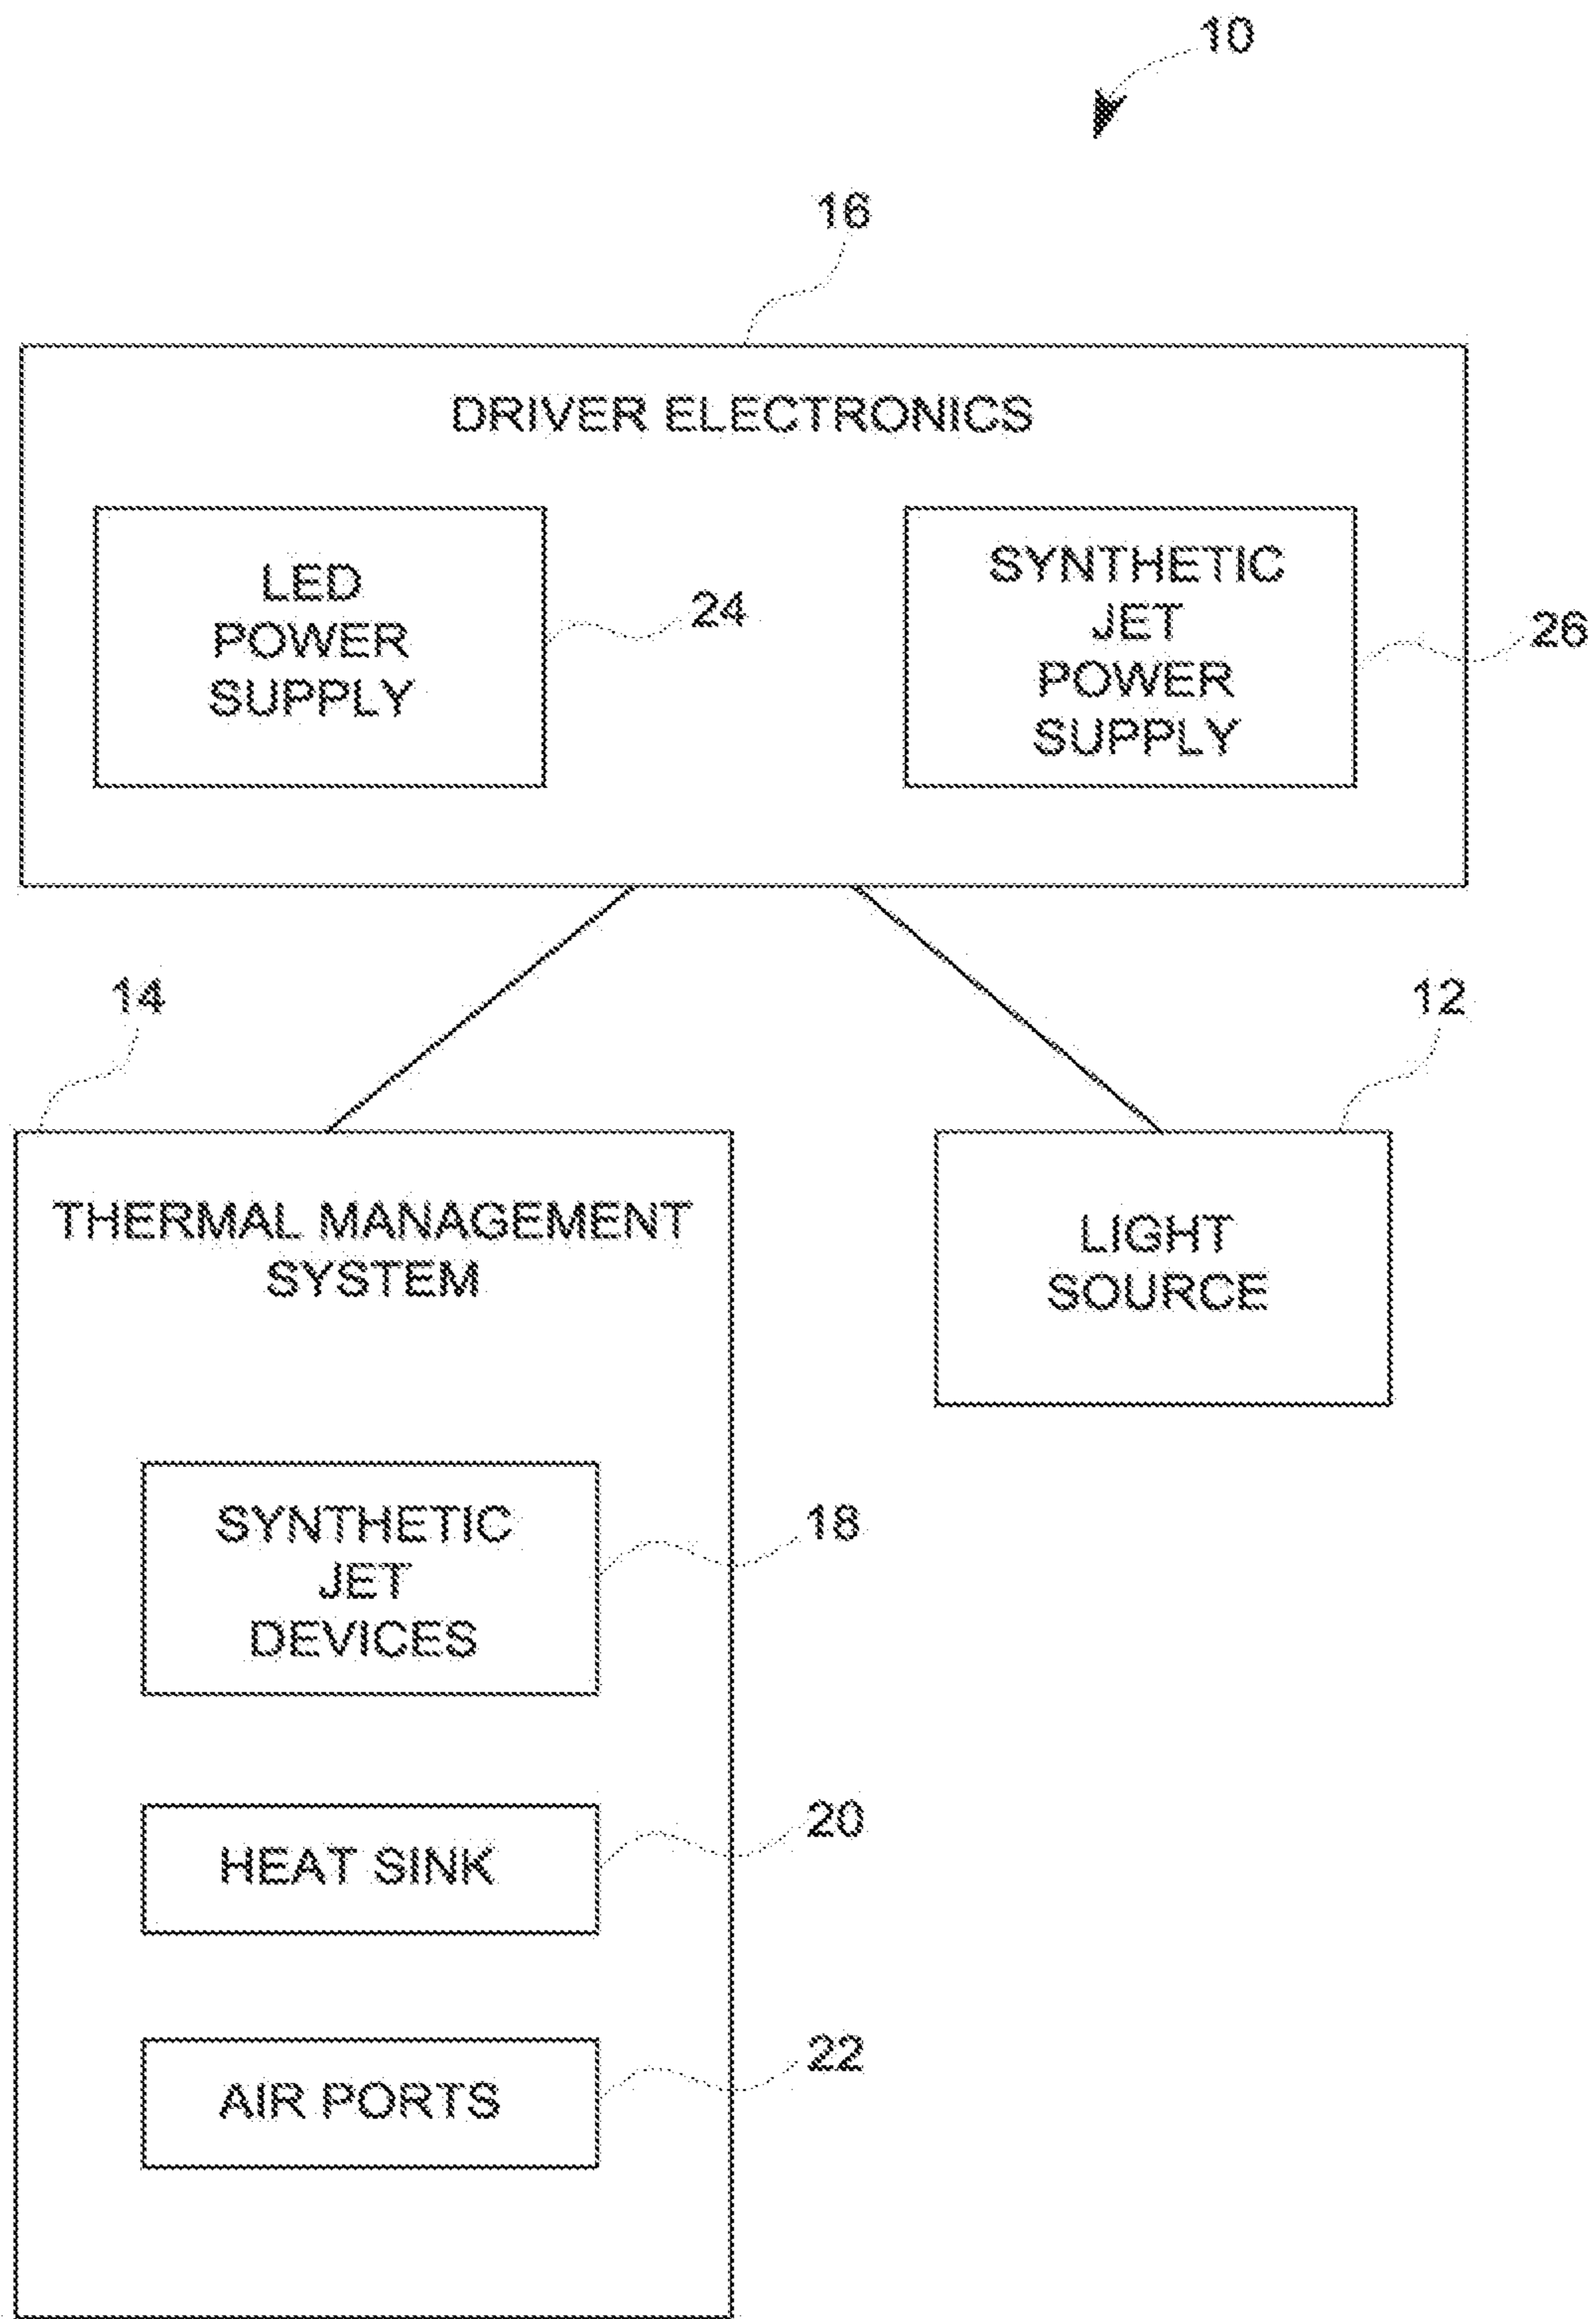 10
16
DRIVER ELECTRONICS
LED
POWER
SUPPLY
24
SYNTHETIC
JET
POWER
SUPPLY
26
14
THERMAL MANAGEMENT
SYSTEM
12
LIGHT
SOURCE
SYNTHETIC
JET
DEVICES
18
HEAT SINK
20
AIR PORTS
22